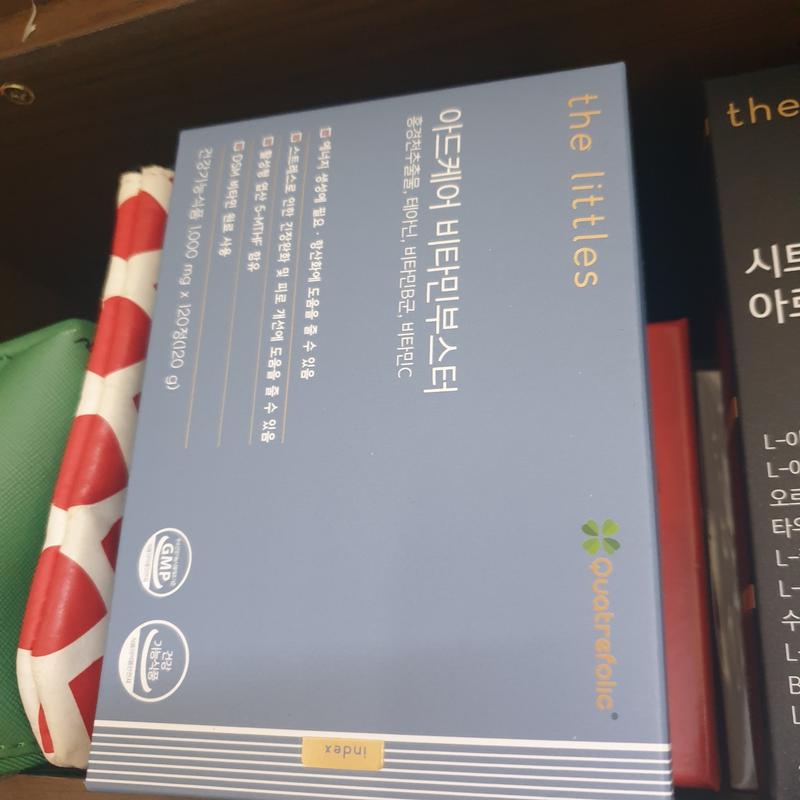 the littles
아드케어 비타민부스터
홍경천추출물, 테아닌, 비타민B군, 비타민C
에너지 생성에 필요 · 항산화에 도움을 줄 수 있음
스트레스로 인한 긴장완화 및 피로 개선에 도움을 줄 수 있음
활성형 엽산 5-MTHF 함유
DSM 비타민 원료 사용
건강기능식품 1,000 mg x 120정(120 g)
Quatrefolic®
GMP
건강
기능식품
index
the
시트
아르
L-아
L-아
오르
타우
L-
L-
수
L-
B
L